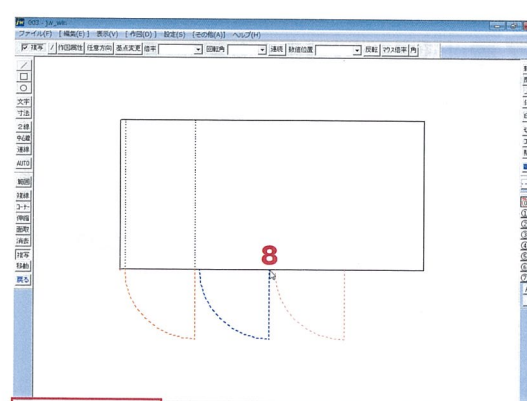 003 - jw_win
ファイル(F) [編集(E)] 表示(V) [作図(D)] 設定(S) [その他(A)] ヘルプ(H)
複写 / 作図属性 任意方向 基点変更 倍率 回転角 連続 数値位置 反転 マウス倍率 角
文字
寸法
2線
中心線
連線
AUTO
範囲
複線
コーナー
伸縮
面取
消去
複写
移動
戻る
8